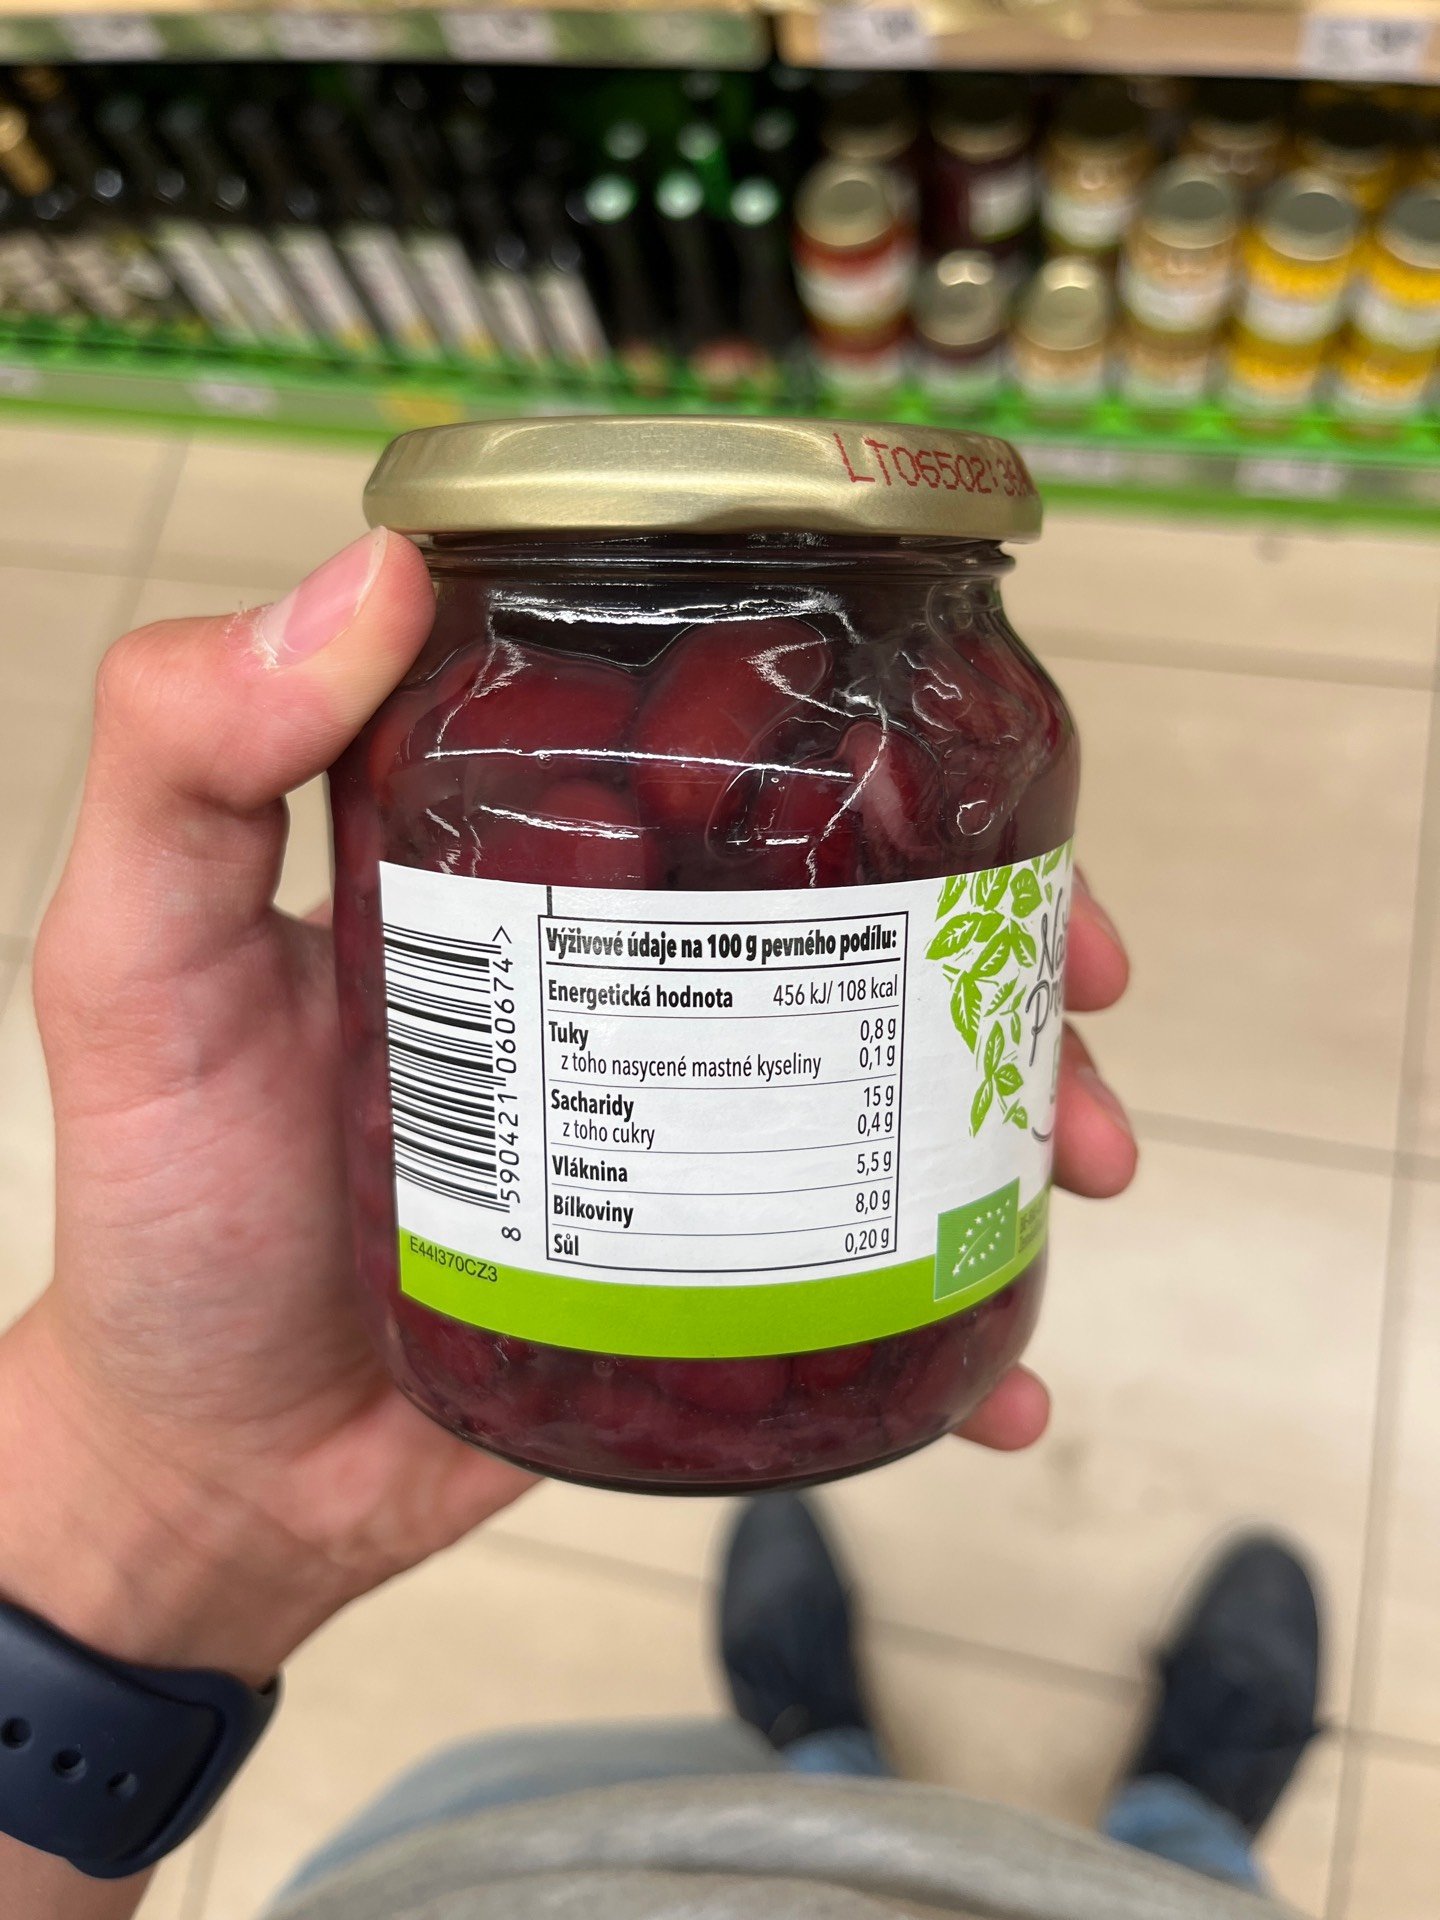 LT06502
8 590421 060674 >
E44I370CZ3
Výživové údaje na 100 g pevného podílu:
Energetická hodnota 456 kJ/ 108 kcal
Tuky 0,8 g
z toho nasycené mastné kyseliny 0,1 g
Sacharidy 15 g
z toho cukry 0,4 g
Vláknina 5,5 g
Bílkoviny 8,0 g
Sůl 0,20 g